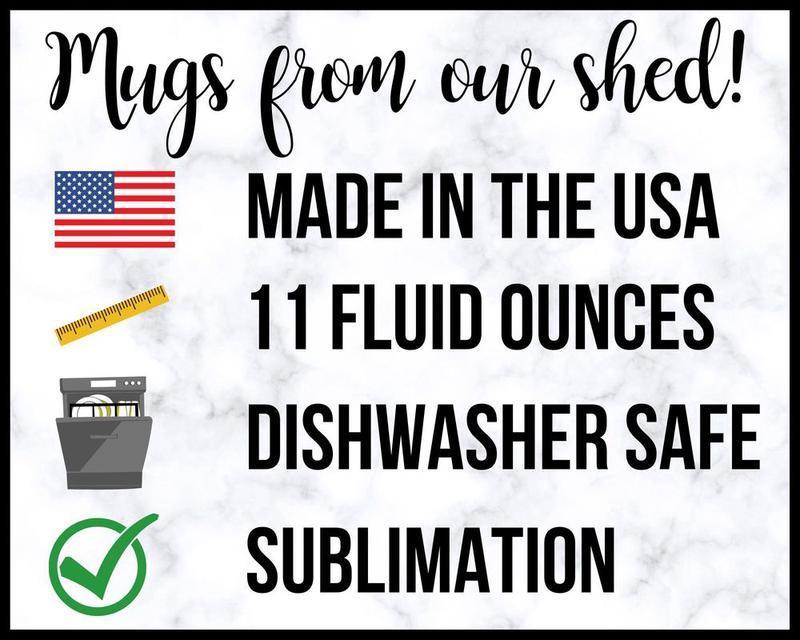 Mugs from our shed!
MADE IN THE USA
11 FLUID OUNCES
DISHWASHER SAFE
SUBLIMATION